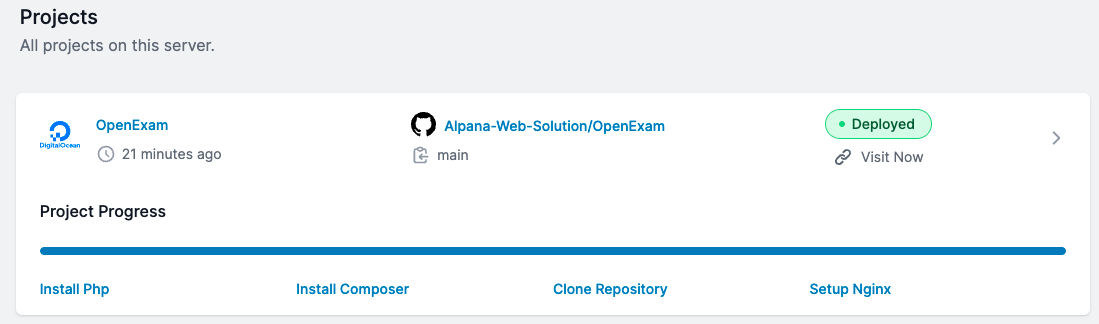 Projects
All projects on this server.
DigitalOcean
OpenExam
21 minutes ago
Alpana-Web-Solution/OpenExam
main
Deployed
Visit Now
Project Progress
Install Php
Install Composer
Clone Repository
Setup Nginx